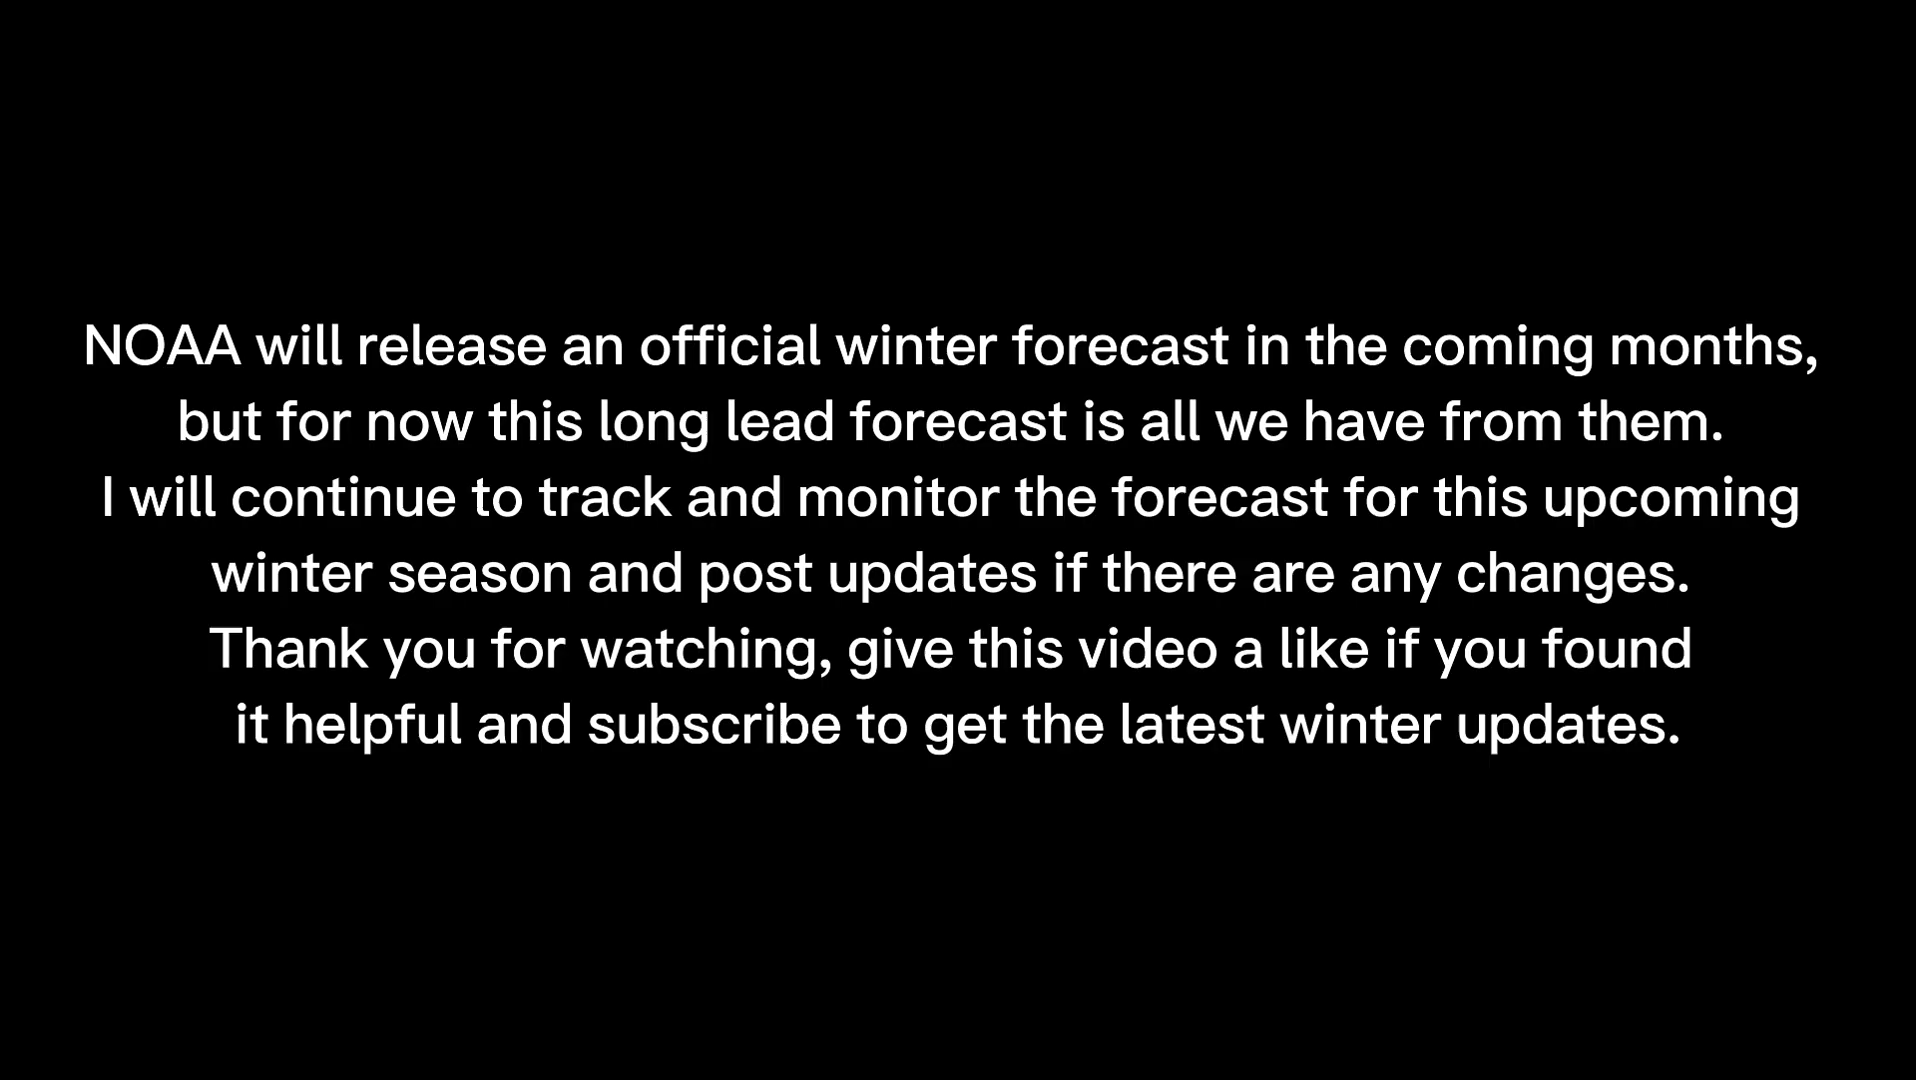 NOAA will release an official winter forecast in the coming months,
but for now this long lead forecast is all we have from them.
I will continue to track and monitor the forecast for this upcoming
winter season and post updates if there are any changes.
Thank you for watching, give this video a like if you found
it helpful and subscribe to get the latest winter updates.